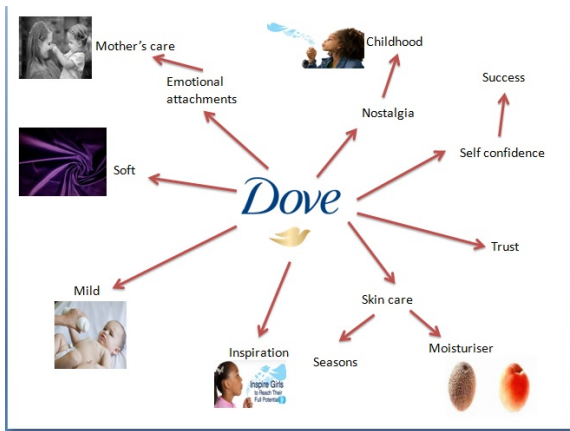 Mother's care
Childhood
Emotional
attachments
Success
Nostalgia
Self confidence
Soft
Dove
Trust
Mild
Skin care
Inspiration
Seasons
Moisturiser
Inspire Girls
to Reach Their
Full Potential